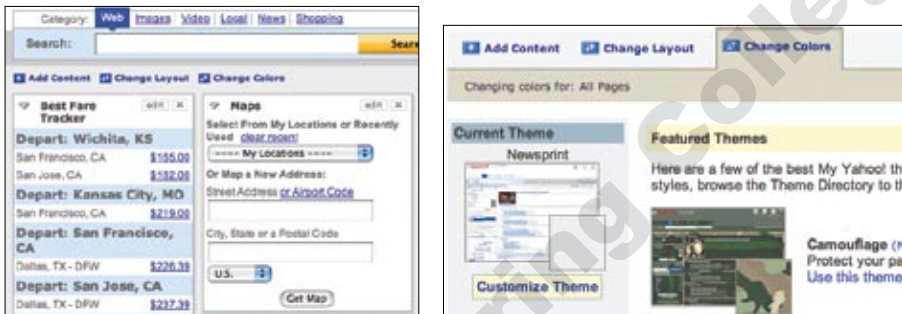 Category: Web Images Video Local News Shopping
Search: Sear
Add Content Change Layout Change Colors
Best Fare Tracker edit
Depart: Wichita, KS
San Francisco, CA $155.00
San Jose, CA $182.00
Depart: Kansas City, MO
San Francisco, CA $219.00
Depart: San Francisco, CA
Dallas, TX - DFW $226.39
Depart: San Jose, CA
Dallas, TX - DFW $237.39
Maps edit
Select From My Locations or Recently
Used clear recent
---- My Locations ----
Or Map a New Address:
Street Address or Airport Code
City, State or a Postal Code
U.S.
Get Map
Add Content Change Layout Change Colors
Changing colors for: All Pages
Current Theme
Newsprint
Customize Theme
Featured Themes
Here are a few of the best My Yahoo! th
styles, browse the Theme Directory to th
Camouflage (N
Protect your pa
Use this theme
ring Colle